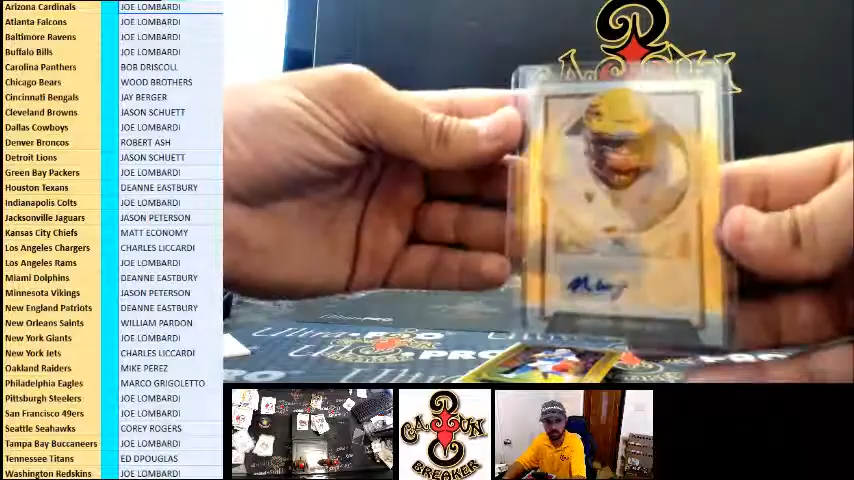 Arizona Cardinals JOE LOMBARDI
Atlanta Falcons JOE LOMBARDI
Baltimore Ravens JOE LOMBARDI
Buffalo Bills JOE LOMBARDI
Carolina Panthers BOB DRISCOLL
Chicago Bears WOOD BROTHERS
Cincinnati Bengals JAY BERGER
Cleveland Browns JASON SCHUETT
Dallas Cowboys JOE LOMBARDI
Denver Broncos ROBERT ASH
Detroit Lions JASON SCHUETT
Green Bay Packers JOE LOMBARDI
Houston Texans DEANNE EASTBURY
Indianapolis Colts JOE LOMBARDI
Jacksonville Jaguars JASON PETERSON
Kansas City Chiefs MATT ECONOMY
Los Angeles Chargers CHARLES LICCARDI
Los Angeles Rams JOE LOMBARDI
Miami Dolphins DEANNE EASTBURY
Minnesota Vikings JASON PETERSON
New England Patriots DEANNE EASTBURY
New Orleans Saints WILLIAM PARDON
New York Giants JOE LOMBARDI
New York Jets CHARLES LICCARDI
Oakland Raiders MIKE PEREZ
Philadelphia Eagles MARCO GRIGOLETTO
Pittsburgh Steelers JOE LOMBARDI
San Francisco 49ers JOE LOMBARDI
Seattle Seahawks COREY ROGERS
Tampa Bay Buccaneers JOE LOMBARDI
Tennessee Titans ED DPOUGLAS
Washington Redskins JOE LOMBARDI
CAJUN
BREAKER